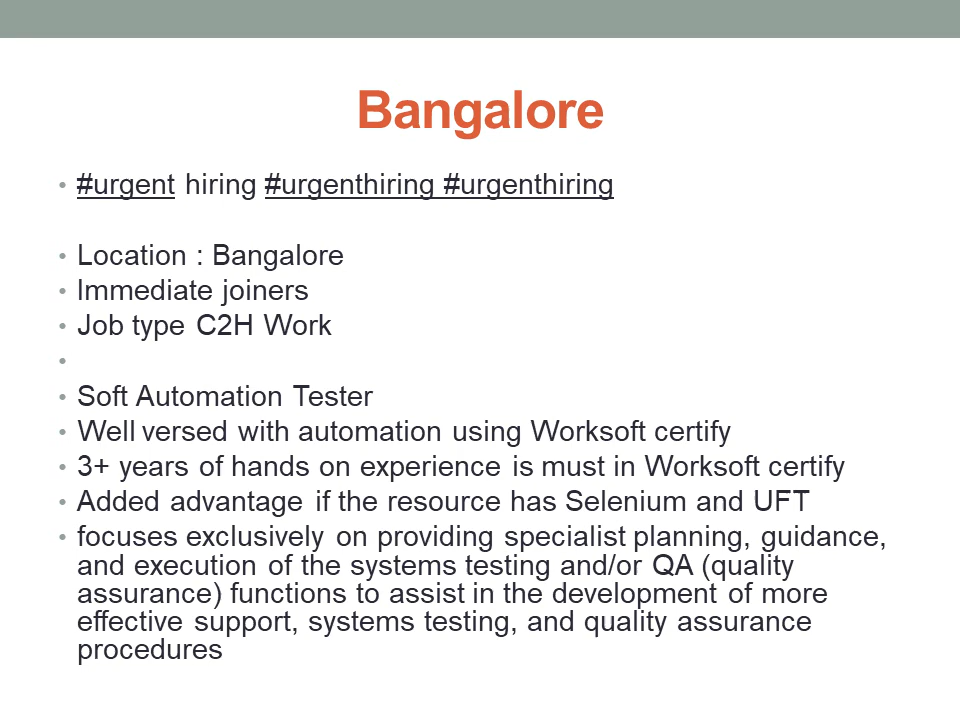 Bangalore
• #urgent hiring #urgenthiring #urgenthiring
• Location : Bangalore
• Immediate joiners
• Job type C2H Work
•
• Soft Automation Tester
• Well versed with automation using Worksoft certify
• 3+ years of hands on experience is must in Worksoft certify
• Added advantage if the resource has Selenium and UFT
• focuses exclusively on providing specialist planning, guidance,
and execution of the systems testing and/or QA (quality
assurance) functions to assist in the development of more
effective support, systems testing, and quality assurance
procedures